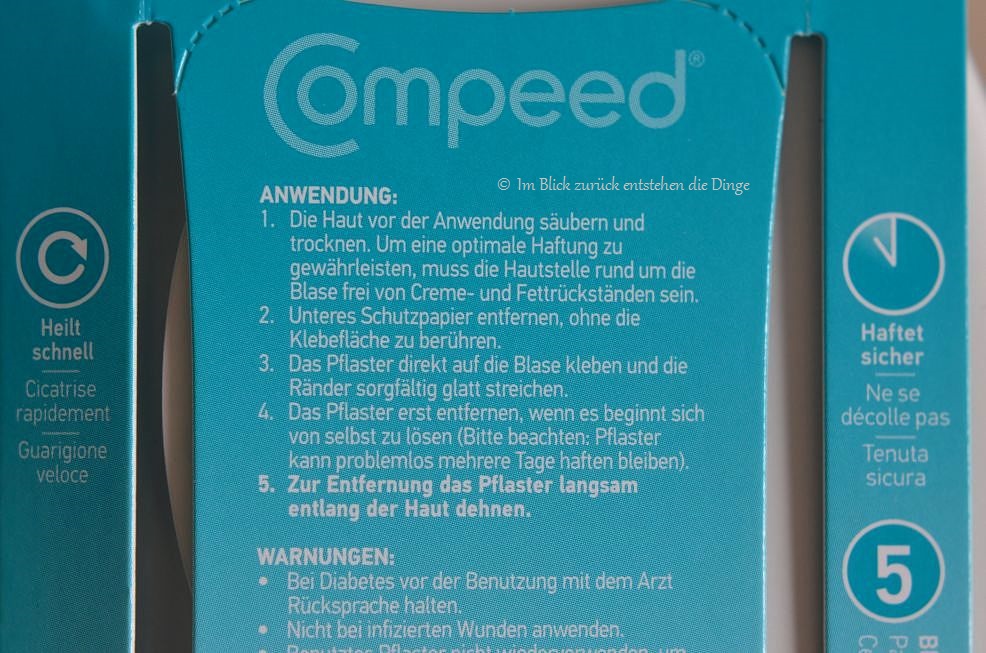 Compeed®
© Im Blick zurück entstehen die Dinge
ANWENDUNG:
1. Die Haut vor der Anwendung säubern und
trocknen. Um eine optimale Haftung zu
gewährleisten, muss die Hautstelle rund um die
Blase frei von Creme- und Fettrückständen sein.
2. Unteres Schutzpapier entfernen, ohne die
Klebefläche zu berühren.
3. Das Pflaster direkt auf die Blase kleben und die
Ränder sorgfältig glatt streichen.
4. Das Pflaster erst entfernen, wenn es beginnt sich
von selbst zu lösen (Bitte beachten: Pflaster
kann problemlos mehrere Tage haften bleiben).
5. Zur Entfernung das Pflaster langsam
entlang der Haut dehnen.
WARNUNGEN:
• Bei Diabetes vor der Benutzung mit dem Arzt
Rücksprache halten.
• Nicht bei infizierten Wunden anwenden.
• Benutztes Pflaster nicht wiederverwenden, um
Heilt
schnell
Cicatrise
rapidement
Guarigione
veloce
Haftet
sicher
Ne se
décolle pas
Tenuta
sicura
5